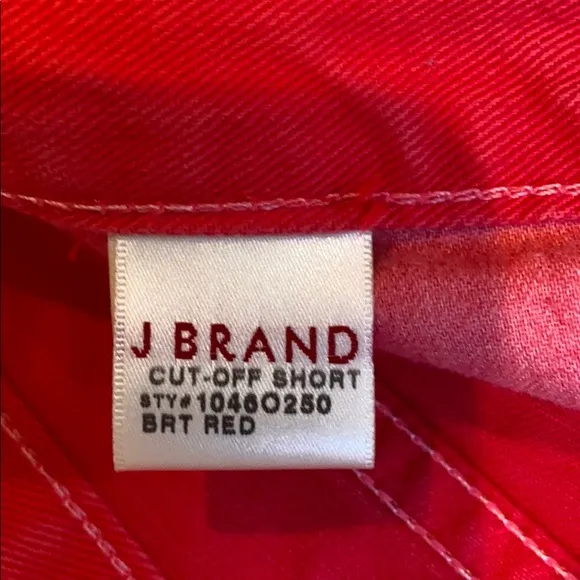 J BRAND
CUT-OFF SHORT
STY#1046O250
BRT RED